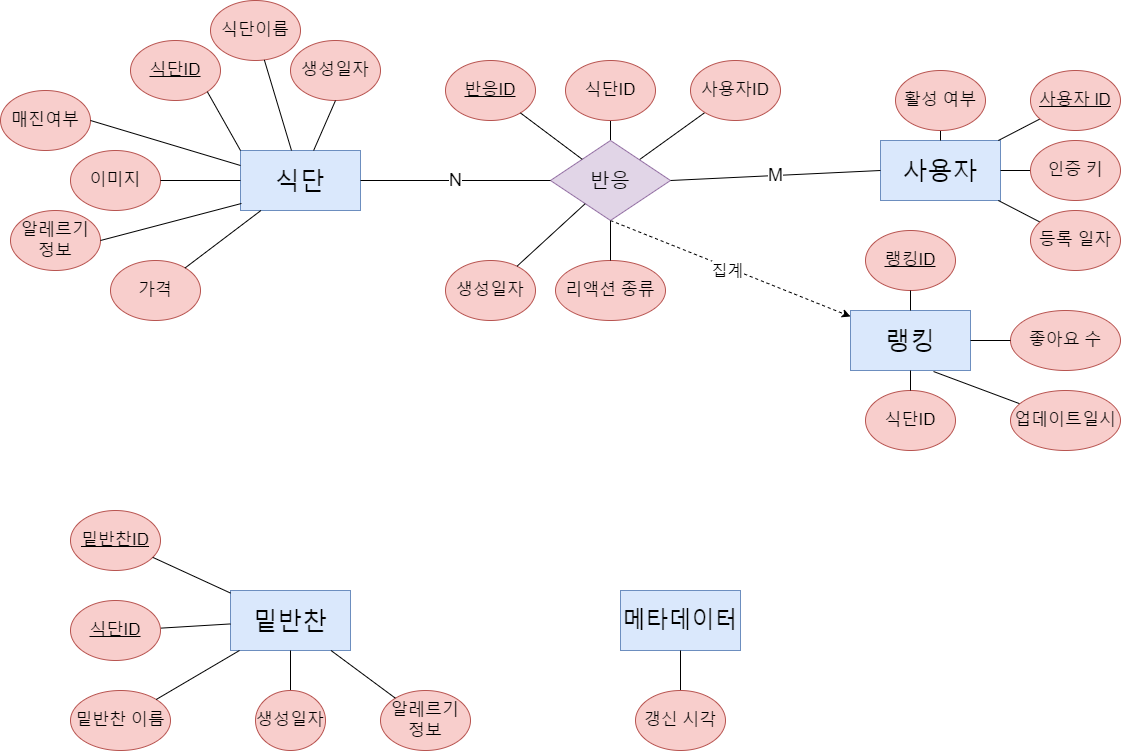 식단이름
식단ID
생성일자
매진여부
이미지
알레르기
정보
가격
식단
N
반응ID
식단ID
사용자ID
반응
생성일자
리액션 종류
M
집계
활성 여부
사용자 ID
사용자
인증 키
등록 일자
랭킹ID
랭킹
좋아요 수
식단ID
업데이트일시
밑반찬ID
식단ID
밑반찬
밑반찬 이름
생성일자
알레르기
정보
메타데이터
갱신 시각